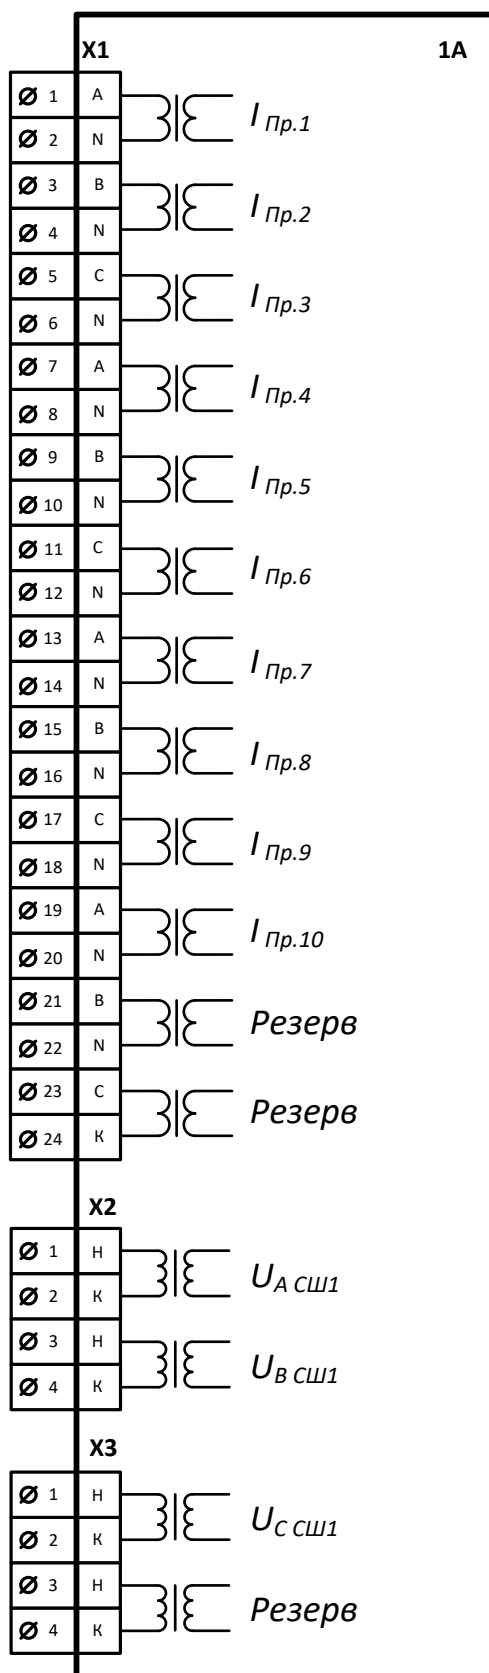 X1 1A
1 A
I Пр.1
2 N
3 B
I Пр.2
4 N
5 C
I Пр.3
6 N
7 A
I Пр.4
8 N
9 B
I Пр.5
10 N
11 C
I Пр.6
12 N
13 A
I Пр.7
14 N
15 B
I Пр.8
16 N
17 C
I Пр.9
18 N
19 A
I Пр.10
20 N
21 B
Резерв
22 N
23 C
Резерв
24 К
X2
1 Н
U А СШ1
2 К
3 Н
U В СШ1
4 К
X3
1 Н
U С СШ1
2 К
3 Н
Резерв
4 К